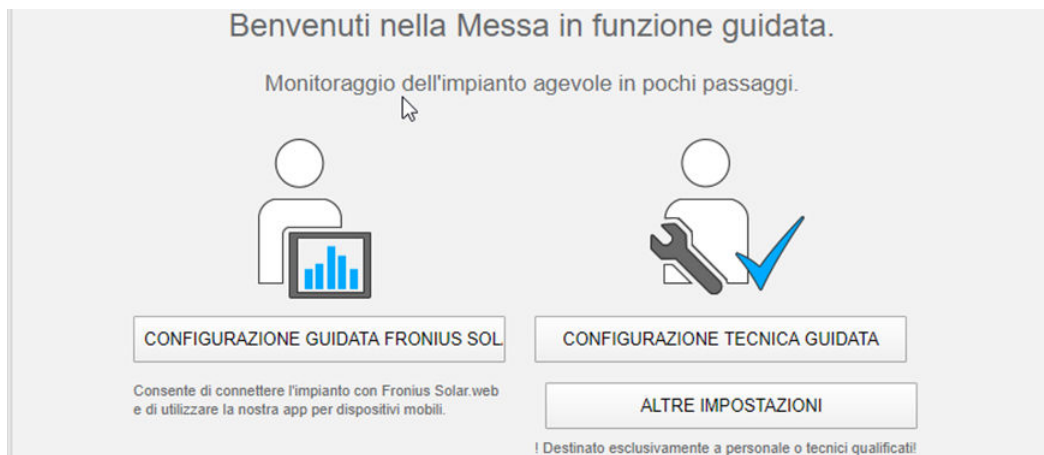 Benvenuti nella Messa in funzione guidata.
Monitoraggio dell'impianto agevole in pochi passaggi.
CONFIGURAZIONE GUIDATA FRONIUS SOL
CONFIGURAZIONE TECNICA GUIDATA
Consente di connettere l'impianto con Fronius Solar.web
e di utilizzare la nostra app per dispositivi mobili.
ALTRE IMPOSTAZIONI
! Destinato esclusivamente a personale o tecnici qualificati!